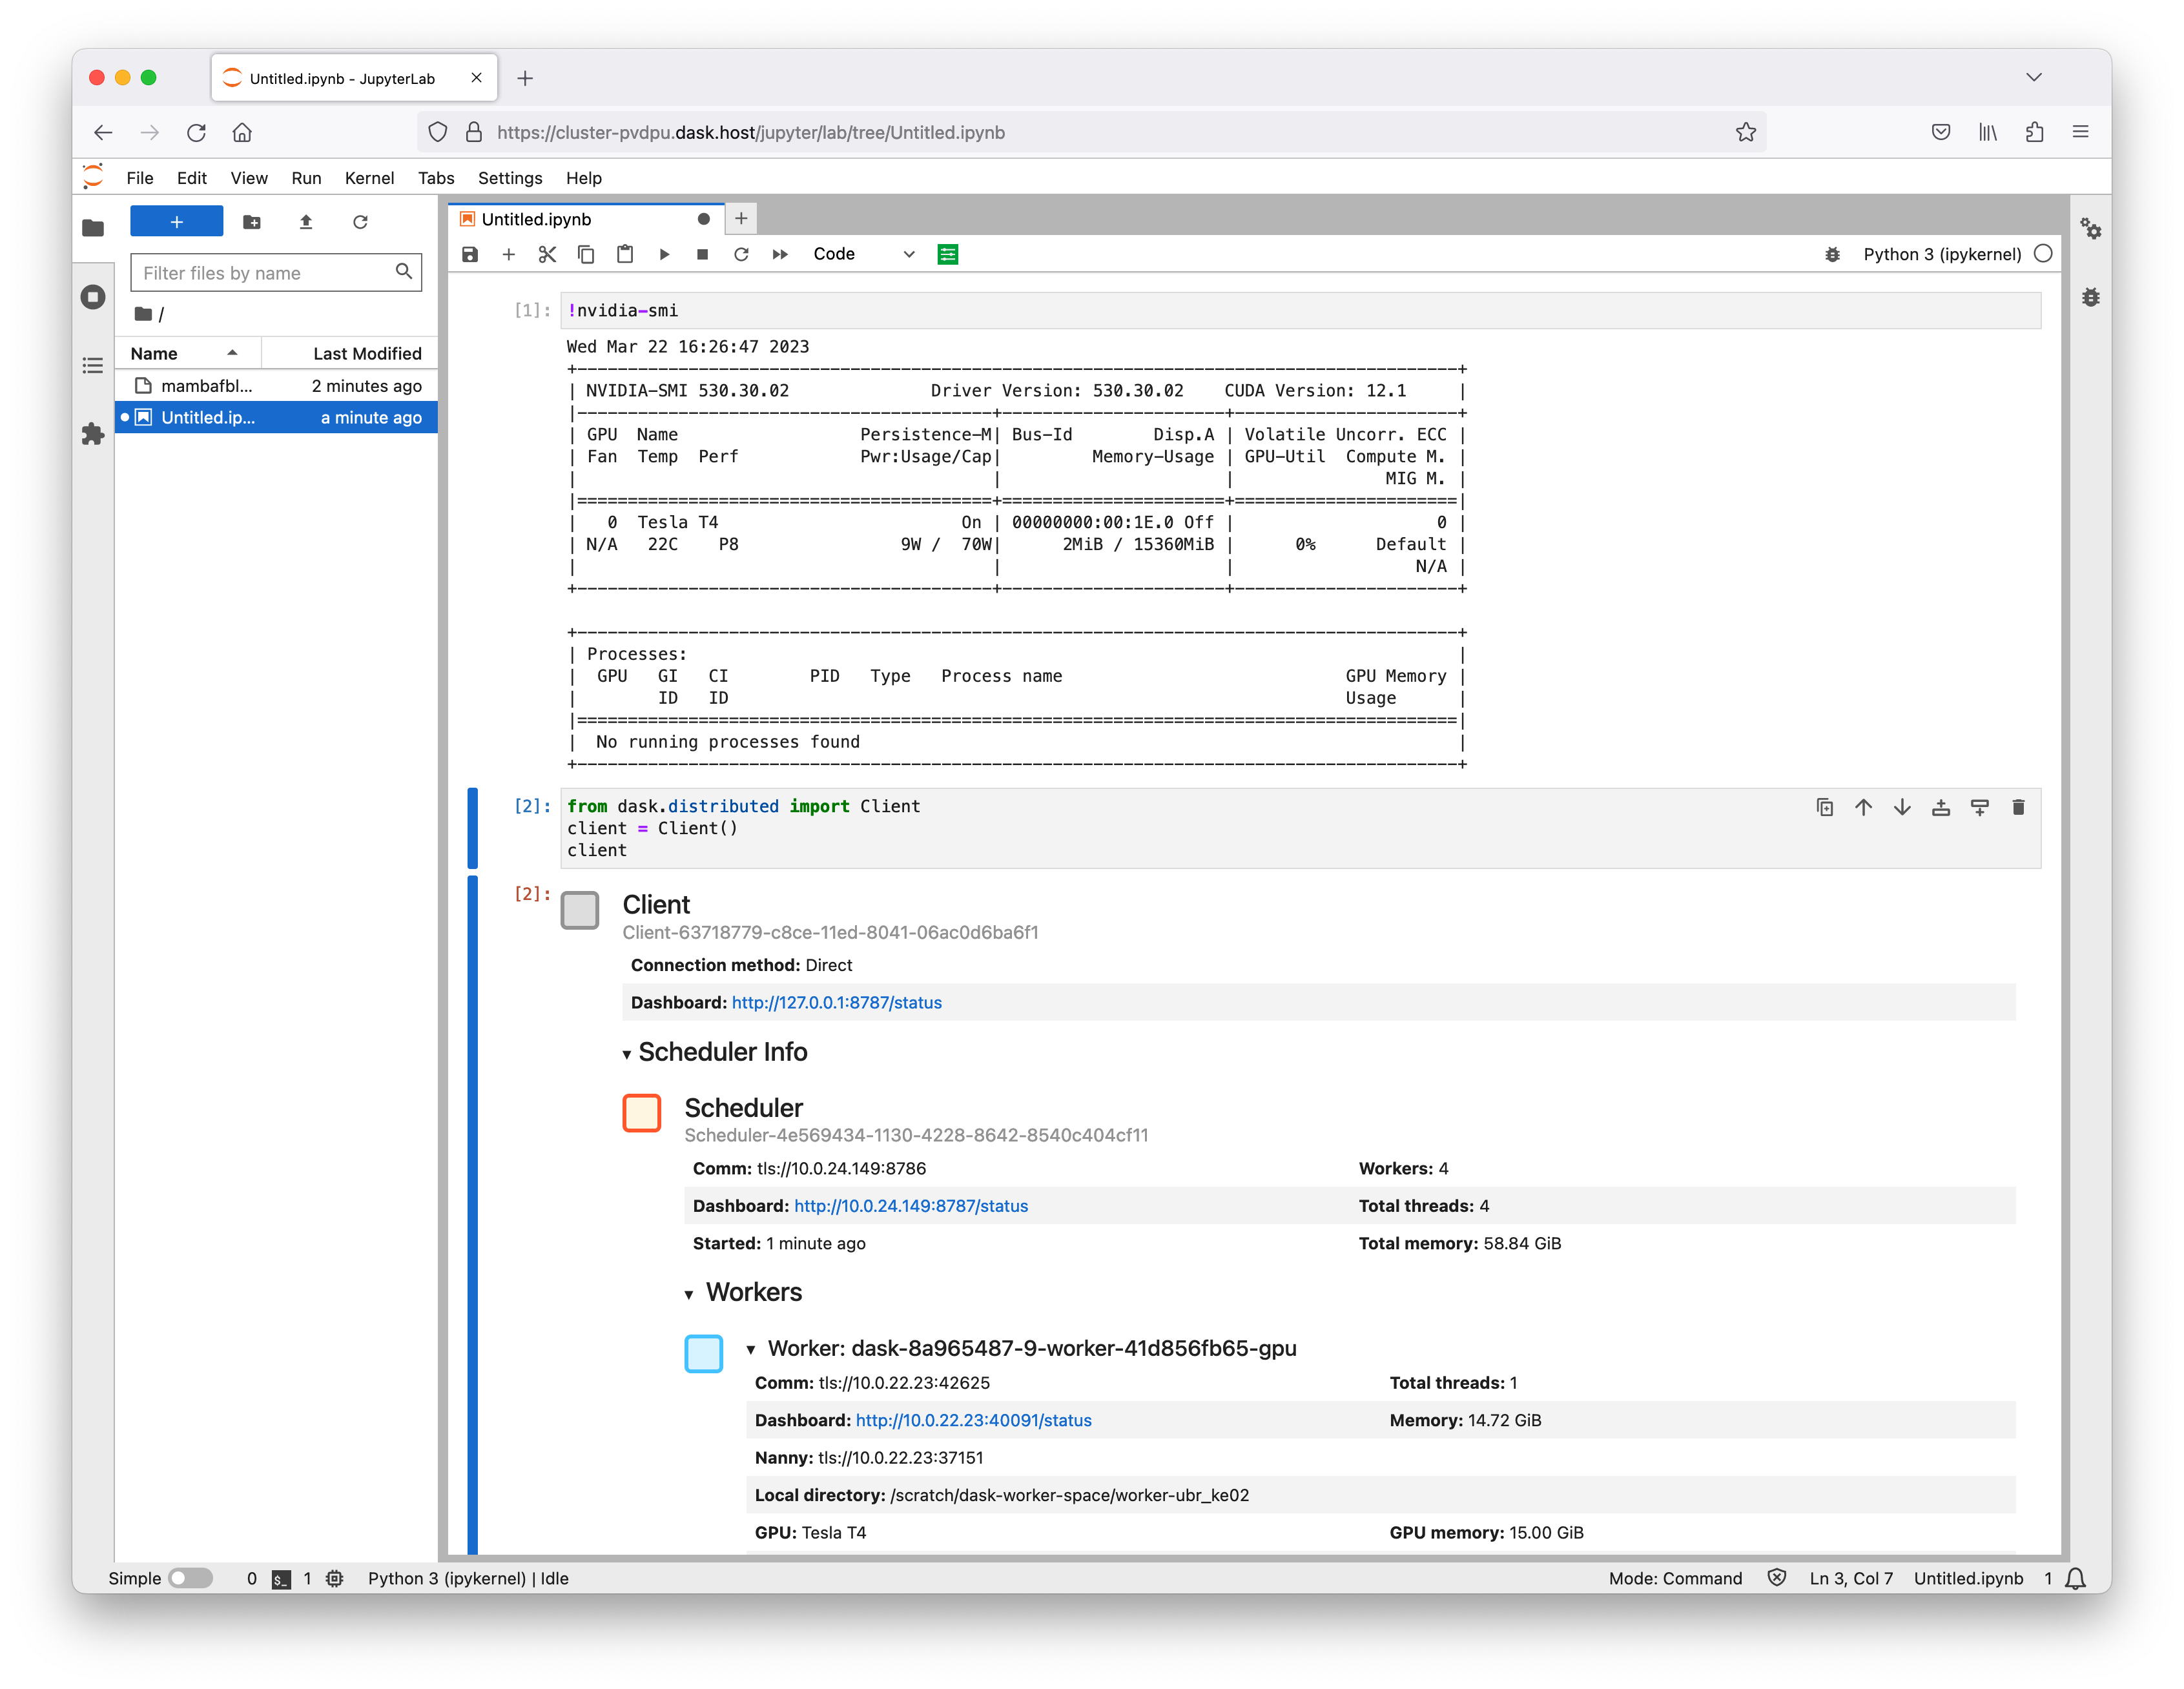 Untitled.ipynb - JupyterLab
https://cluster-pvdpu.dask.host/jupyter/lab/tree/Untitled.ipynb
File Edit View Run Kernel Tabs Settings Help
Filter files by name
/
Name Last Modified
mambafbl... 2 minutes ago
Untitled.ip... a minute ago
Untitled.ipynb
Code
Python 3 (ipykernel)
[1]: !nvidia-smi
Wed Mar 22 16:26:47 2023
+---------------------------------------------------------------------------------------+
| NVIDIA-SMI 530.30.02              Driver Version: 530.30.02    CUDA Version: 12.1     |
|-----------------------------------------+----------------------+----------------------+
| GPU  Name                  Persistence-M| Bus-Id        Disp.A | Volatile Uncorr. ECC |
| Fan  Temp  Perf            Pwr:Usage/Cap|         Memory-Usage | GPU-Util  Compute M. |
|                                         |                      |               MIG M. |
|=========================================+======================+======================|
|   0  Tesla T4                        On | 00000000:00:1E.0 Off |                    0 |
| N/A   22C    P8                9W /  70W|      2MiB / 15360MiB |      0%      Default |
|                                         |                      |                  N/A |
+-----------------------------------------+----------------------+----------------------+
+---------------------------------------------------------------------------------------+
| Processes:                                                                            |
|  GPU   GI   CI        PID   Type   Process name                            GPU Memory |
|        ID   ID                                                             Usage      |
|=======================================================================================|
|  No running processes found                                                           |
+---------------------------------------------------------------------------------------+
[2]: from dask.distributed import Client
client = Client()
client
[2]: Client
Client-63718779-c8ce-11ed-8041-06ac0d6ba6f1
Connection method: Direct
Dashboard: http://127.0.0.1:8787/status
▾ Scheduler Info
Scheduler
Scheduler-4e569434-1130-4228-8642-8540c404cf11
Comm: tls://10.0.24.149:8786 Workers: 4
Dashboard: http://10.0.24.149:8787/status Total threads: 4
Started: 1 minute ago Total memory: 58.84 GiB
▾ Workers
▾ Worker: dask-8a965487-9-worker-41d856fb65-gpu
Comm: tls://10.0.22.23:42625 Total threads: 1
Dashboard: http://10.0.22.23:40091/status Memory: 14.72 GiB
Nanny: tls://10.0.22.23:37151
Local directory: /scratch/dask-worker-space/worker-ubr_ke02
GPU: Tesla T4 GPU memory: 15.00 GiB
Simple 0 $_ 1 Python 3 (ipykernel) | Idle Mode: Command Ln 3, Col 7 Untitled.ipynb 1